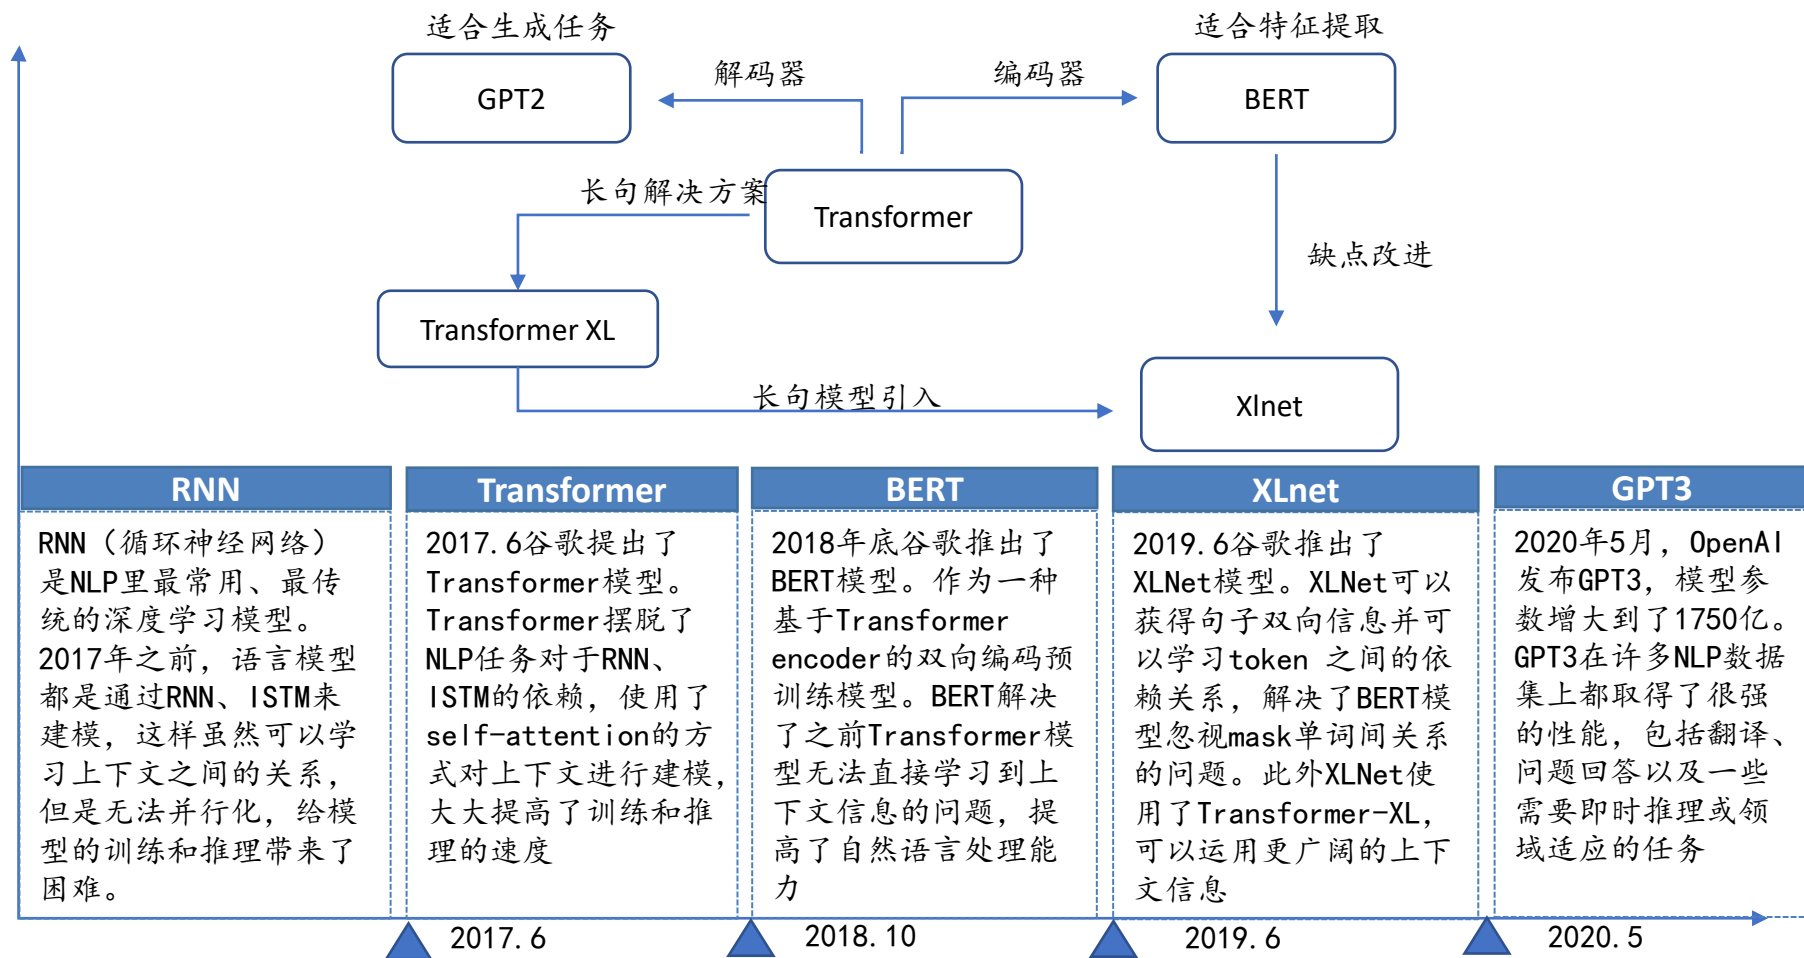 适合生成任务
适合特征提取
解码器
编码器
GPT2
BERT
长句解决方案
Transformer
缺点改进
Transformer XL
长句模型引入
Xlnet
RNN
RNN（循环神经网络）
是NLP里最常用、最传
统的深度学习模型。
2017年之前，语言模型
都是通过RNN、ISTM来
建模，这样虽然可以学
习上下文之间的关系，
但是无法并行化，给模
型的训练和推理带来了
困难。
Transformer
2017.6谷歌提出了
Transformer模型。
Transformer摆脱了
NLP任务对于RNN、
ISTM的依赖，使用了
self-attention的方
式对上下文进行建模，
大大提高了训练和推
理的速度
BERT
2018年底谷歌推出了
BERT模型。作为一种
基于Transformer
encoder的双向编码预
训练模型。BERT解决
了之前Transformer模
型无法直接学习到上
下文信息的问题，提
高了自然语言处理能
力
XLnet
2019.6谷歌推出了
XLNet模型。XLNet可以
获得句子双向信息并可
以学习token 之间的依
赖关系，解决了BERT模
型忽视mask单词间关系
的问题。此外XLNet使
用了Transformer-XL，
可以运用更广阔的上下
文信息
GPT3
2020年5月，OpenAI
发布GPT3，模型参
数增大到了1750亿。
GPT3在许多NLP数据
集上都取得了很强
的性能，包括翻译、
问题回答以及一些
需要即时推理或领
域适应的任务
2017.6
2018.10
2019.6
2020.5